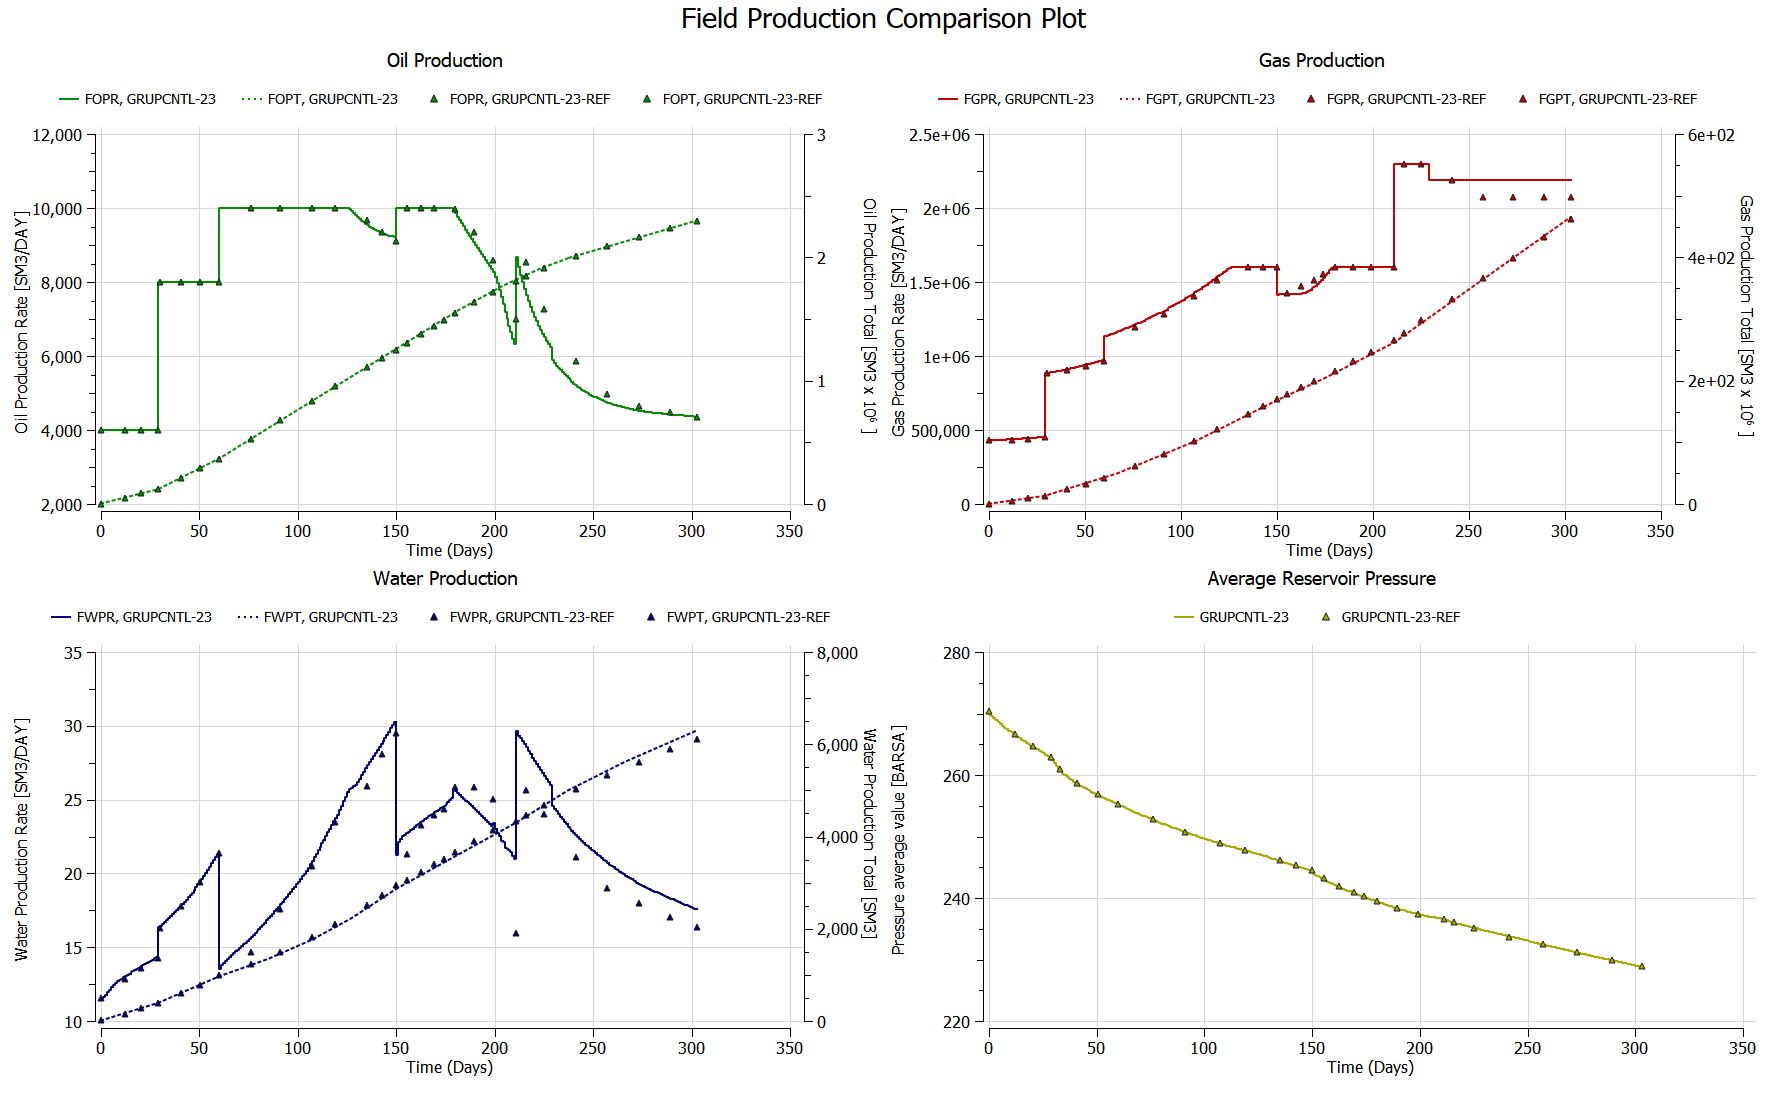 Field Production Comparison Plot
Oil Production
FOPR, GRUPCNTL-23
FOPT, GRUPCNTL-23
FOPR, GRUPCNTL-23-REF
FOPT, GRUPCNTL-23-REF
12,000
10,000
8,000
6,000
4,000
2,000
Oil Production Rate [SM3/DAY]
3
2
1
0
Oil Production Total [SM3 x 10⁶ ]
0 50 100 150 200 250 300 350
Time (Days)
Gas Production
FGPR, GRUPCNTL-23
FGPT, GRUPCNTL-23
FGPR, GRUPCNTL-23-REF
FGPT, GRUPCNTL-23-REF
2.5e+06
2e+06
1.5e+06
1e+06
500,000
0
Gas Production Rate [SM3/DAY]
6e+02
4e+02
2e+02
0
Gas Production Total [SM3 x 10⁶ ]
0 50 100 150 200 250 300 350
Time (Days)
Water Production
FWPR, GRUPCNTL-23
FWPT, GRUPCNTL-23
FWPR, GRUPCNTL-23-REF
FWPT, GRUPCNTL-23-REF
35
30
25
20
15
10
Water Production Rate [SM3/DAY]
8,000
6,000
4,000
2,000
0
Water Production Total [SM3]
0 50 100 150 200 250 300 350
Time (Days)
Average Reservoir Pressure
GRUPCNTL-23
GRUPCNTL-23-REF
280
270
260
250
240
230
220
Pressure average value [BARSA]
0 50 100 150 200 250 300 350
Time (Days)